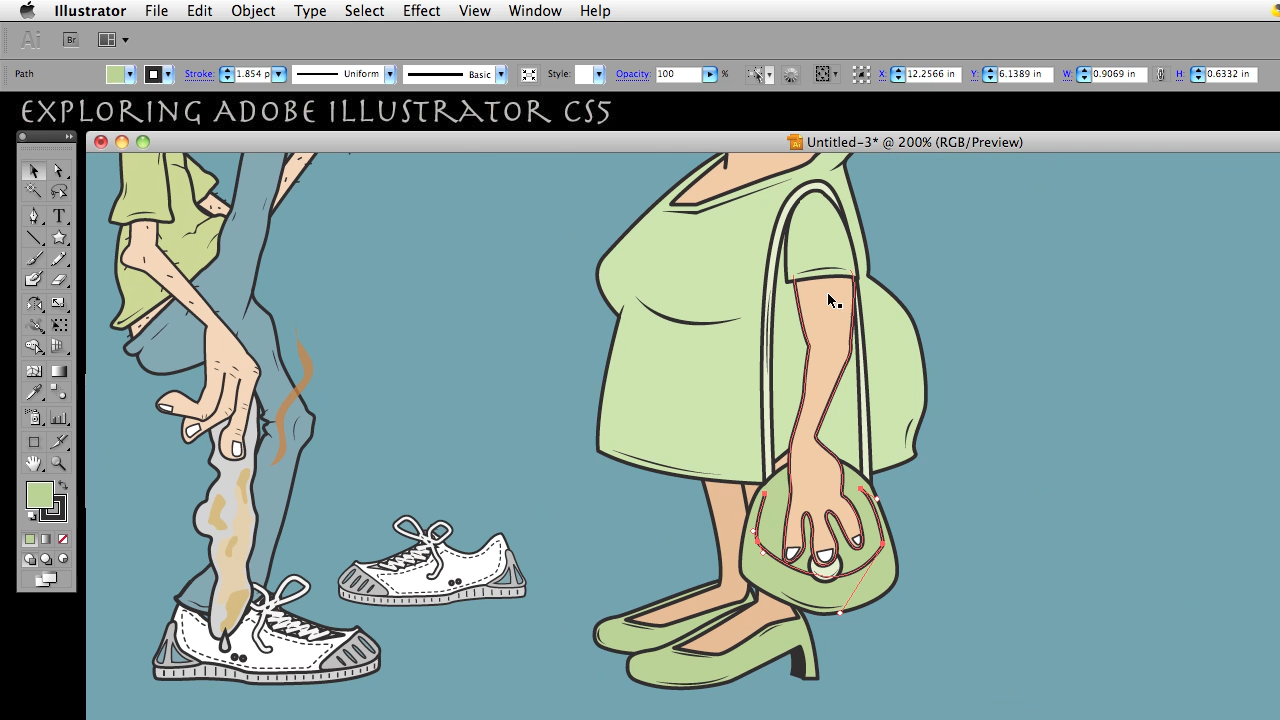 Illustrator File Edit Object Type Select Effect View Window Help
Ai Br
Path Stroke: 1.854 p Uniform Basic Style: Opacity: 100 % X: 12.2566 in Y: 6.1389 in W: 0.9069 in H: 0.6332 in
EXPLORING ADOBE ILLUSTRATOR CS5
Untitled-3* @ 200% (RGB/Preview)
T